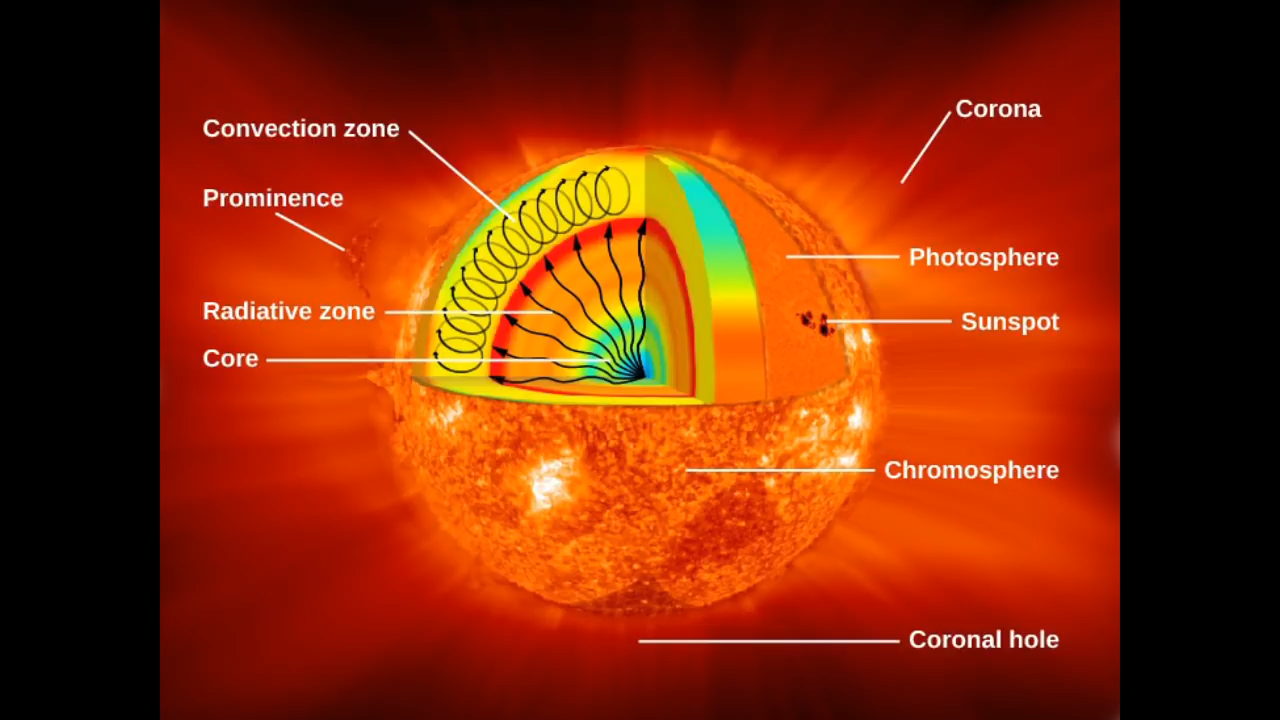 Convection zone
Prominence
Radiative zone
Core
Corona
Photosphere
Sunspot
Chromosphere
Coronal hole